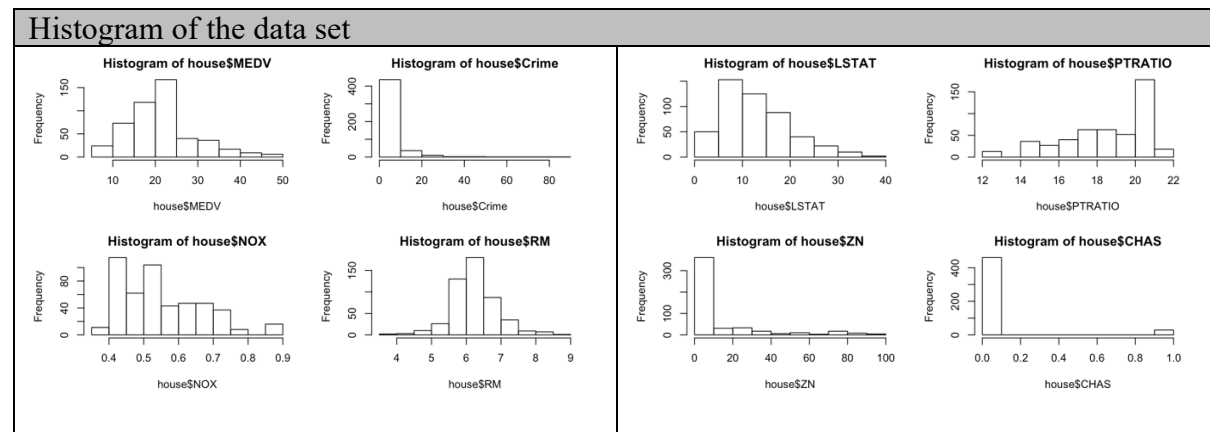 Histogram of the data set
Histogram of house$MEDV
Frequency
0
50
150
10 20 30 40 50
house$MEDV
Histogram of house$Crime
Frequency
0
200
400
0 20 40 60 80
house$Crime
Histogram of house$LSTAT
Frequency
0
50
100
0 10 20 30 40
house$LSTAT
Histogram of house$PTRATIO
Frequency
0
50
150
12 14 16 18 20 22
house$PTRATIO
Histogram of house$NOX
Frequency
0
40
80
0.4 0.5 0.6 0.7 0.8 0.9
house$NOX
Histogram of house$RM
Frequency
0
50
150
4 5 6 7 8 9
house$RM
Histogram of house$ZN
Frequency
0
100
300
0 20 40 60 80 100
house$ZN
Histogram of house$CHAS
Frequency
0
200
400
0.0 0.2 0.4 0.6 0.8 1.0
house$CHAS